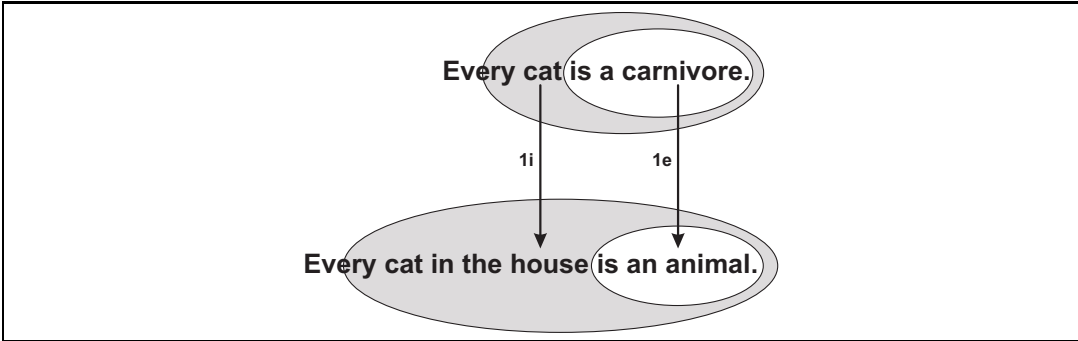 Every cat is a carnivore.
1i 1e
Every cat in the house is an animal.